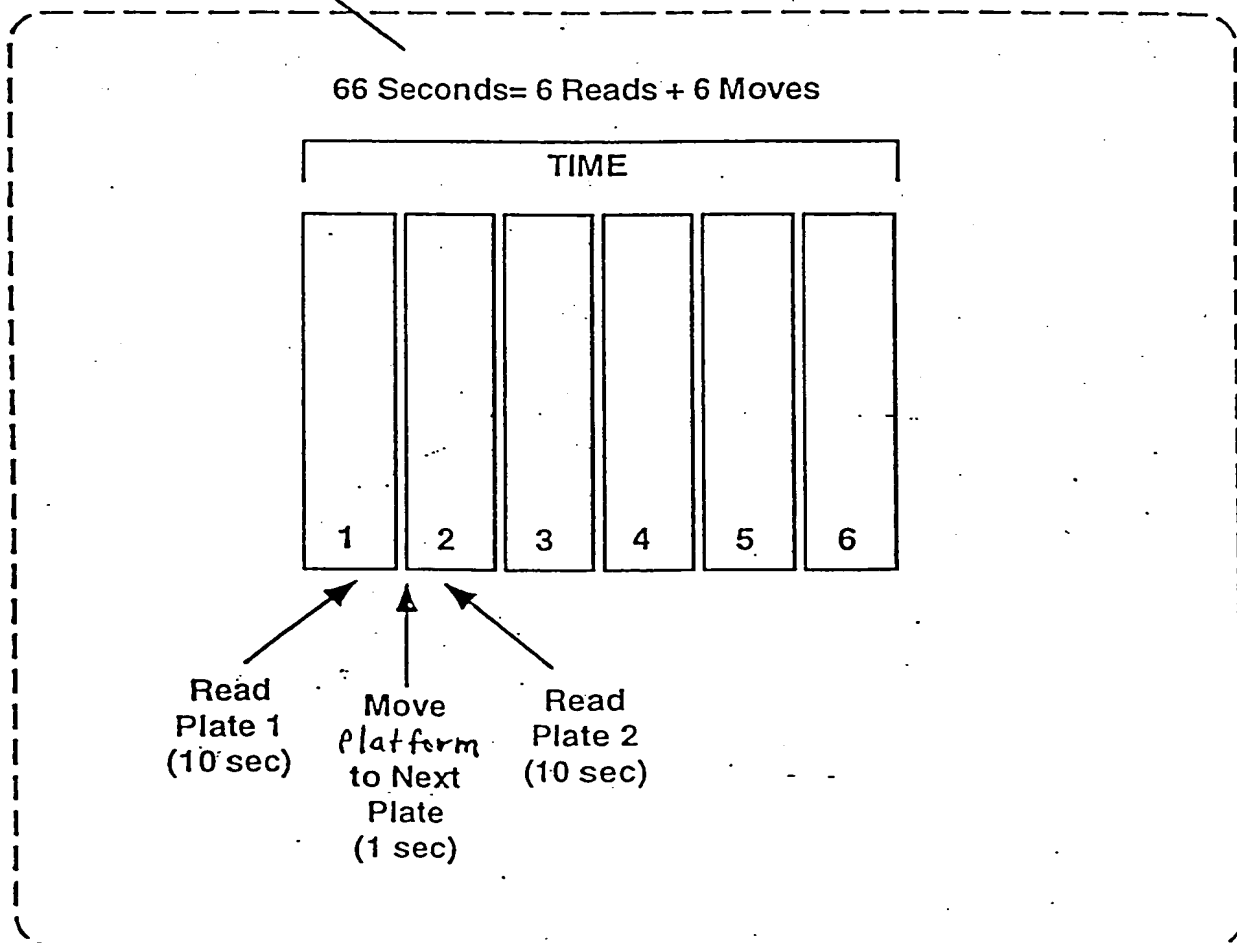 66 Seconds= 6 Reads + 6 Moves
TIME
1 2 3 4 5 6
Read
Plate 1
(10 sec)
Move
Platform
to Next
Plate
(1 sec)
Read
Plate 2
(10 sec)